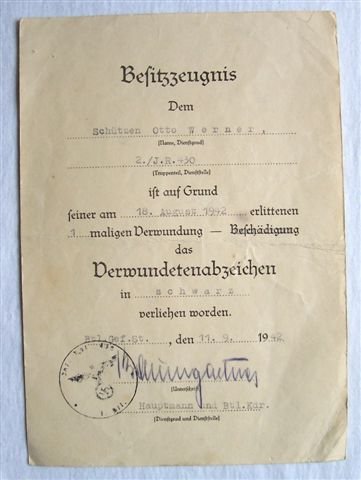 Besitzzeugnis
Dem
Schützen Otto Werner,
(Name, Dienstgrad)
2./J.R.430
(Truppenteil, Dienststelle)
ist auf Grund
seiner am 18. August 1942 erlittenen
1 maligen Verwundung – Beschädigung
das
Verwundetenabzeichen
in schwarz
verliehen worden.
Btl.Gef.St., den 11. 9. 1942
Baumgartner
(Unterschrift)
Hauptmann und Btl.Kdr.
(Dienstgrad und Dienststelle)